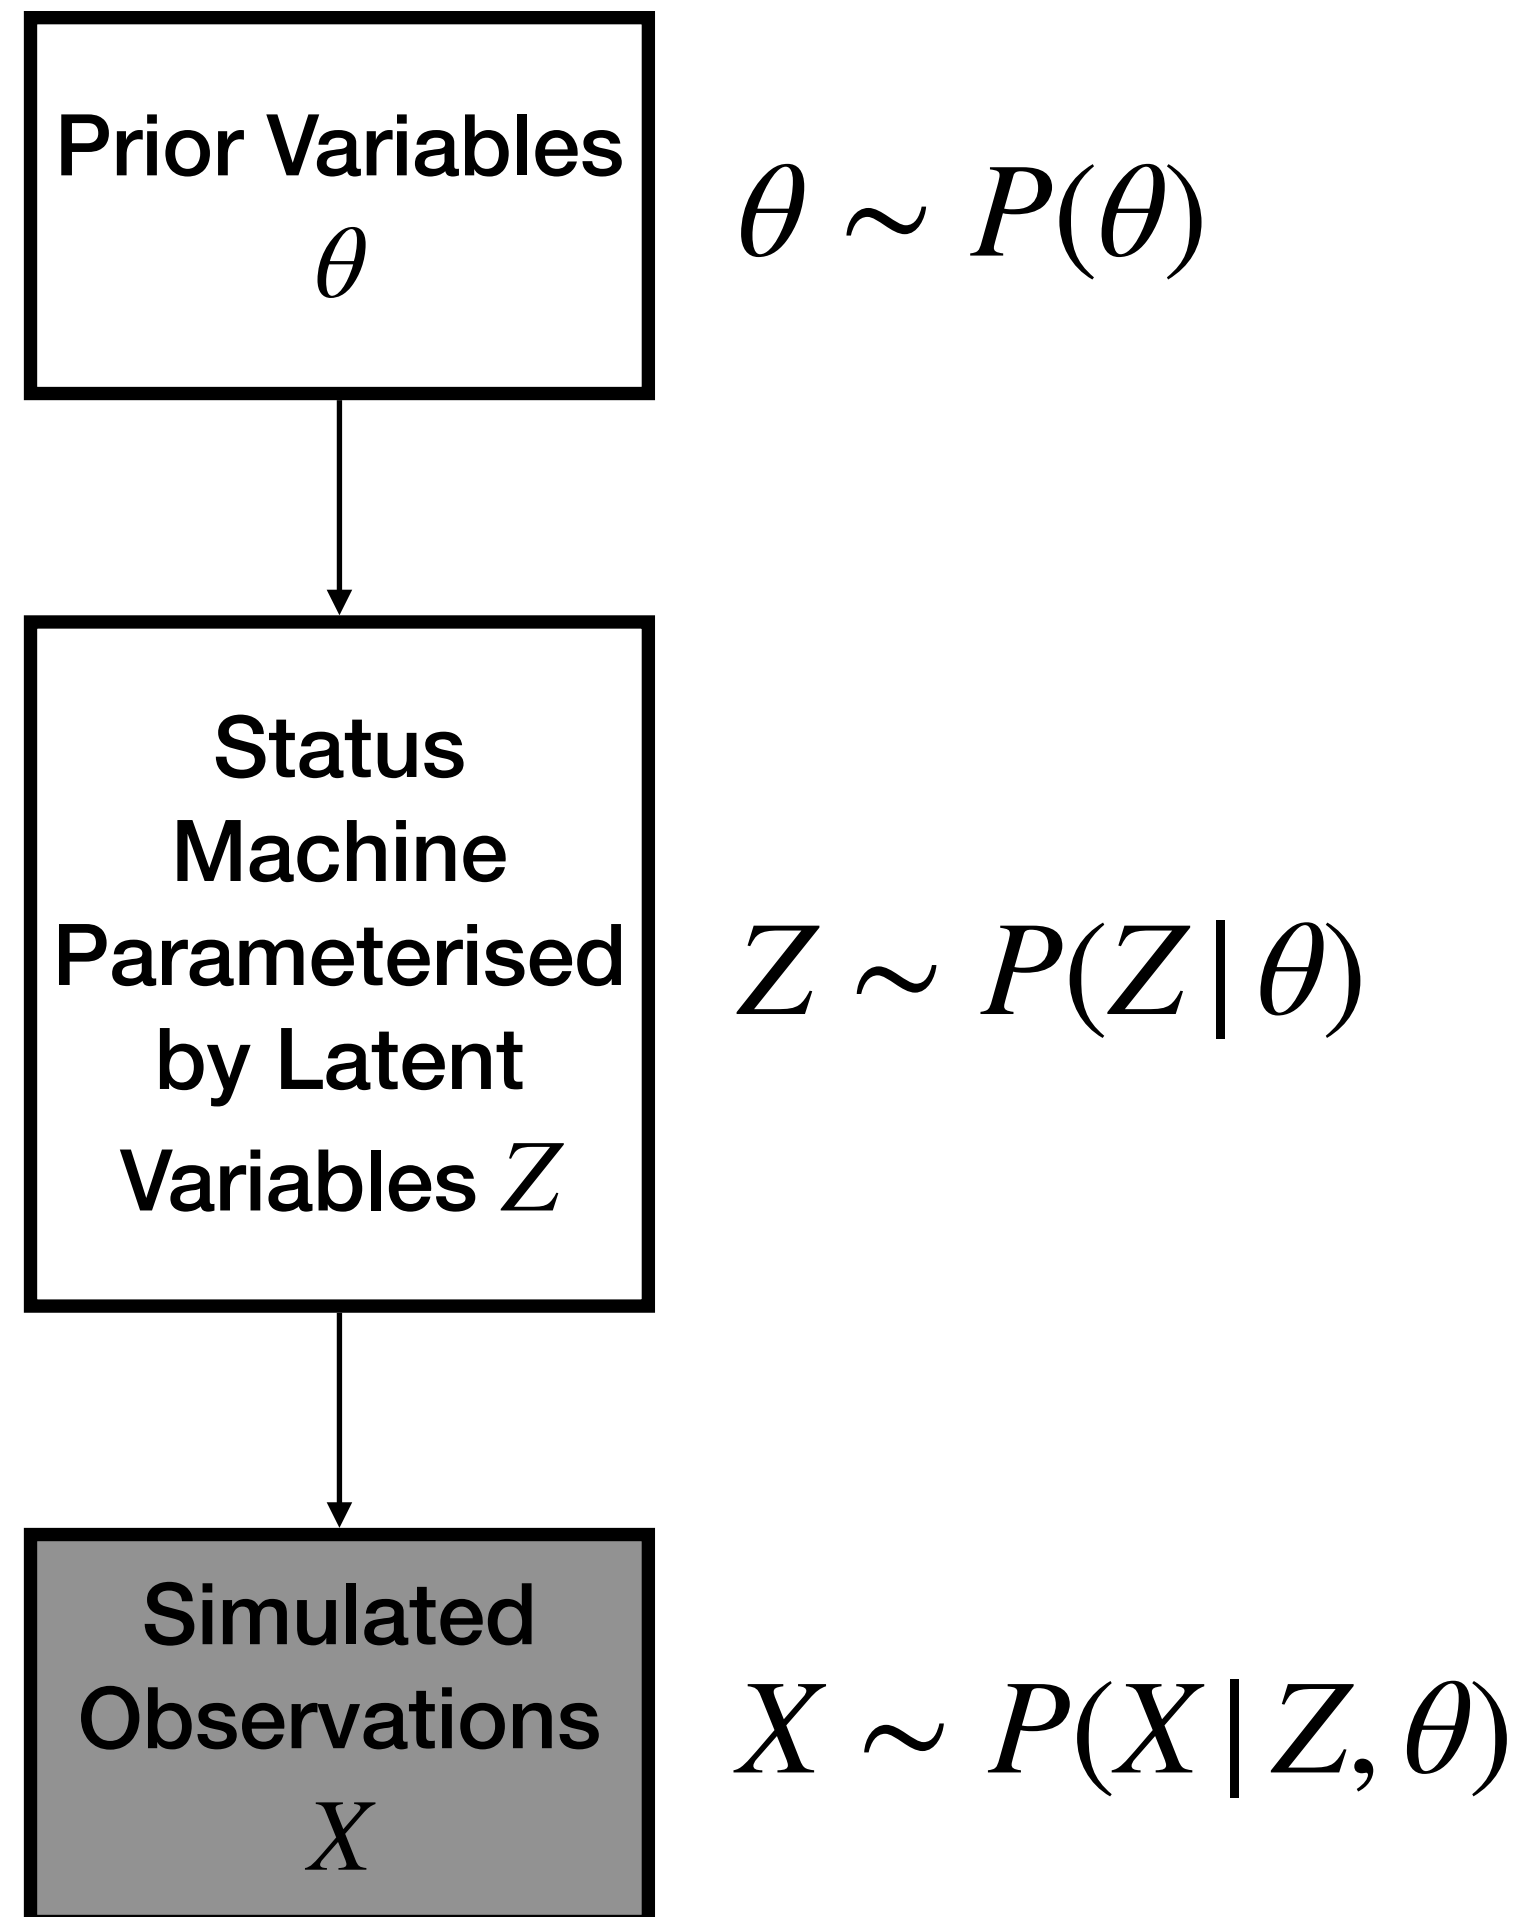 Prior Variables
θ
θ ∼ P(θ)
Status
Machine
Parameterised
by Latent
Variables Z
Z ∼ P(Z | θ)
Simulated
Observations
X
X ∼ P(X | Z, θ)